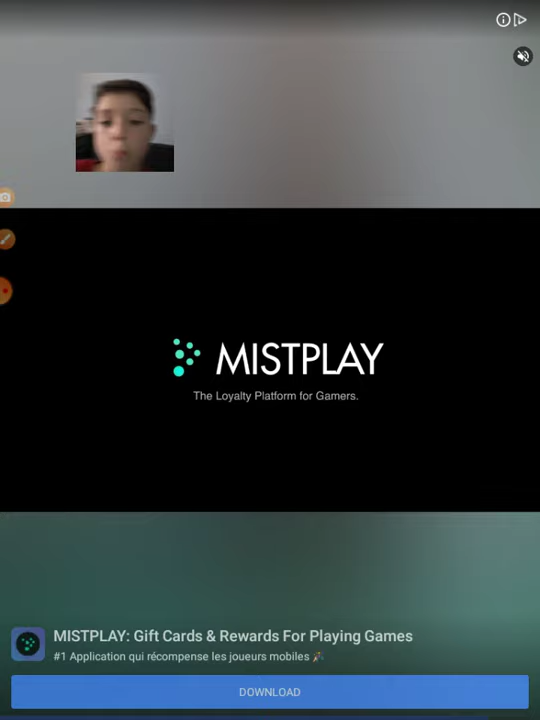 MISTPLAY
The Loyalty Platform for Gamers.
MISTPLAY: Gift Cards & Rewards For Playing Games
#1 Application qui récompense les joueurs mobiles 🎉
DOWNLOAD